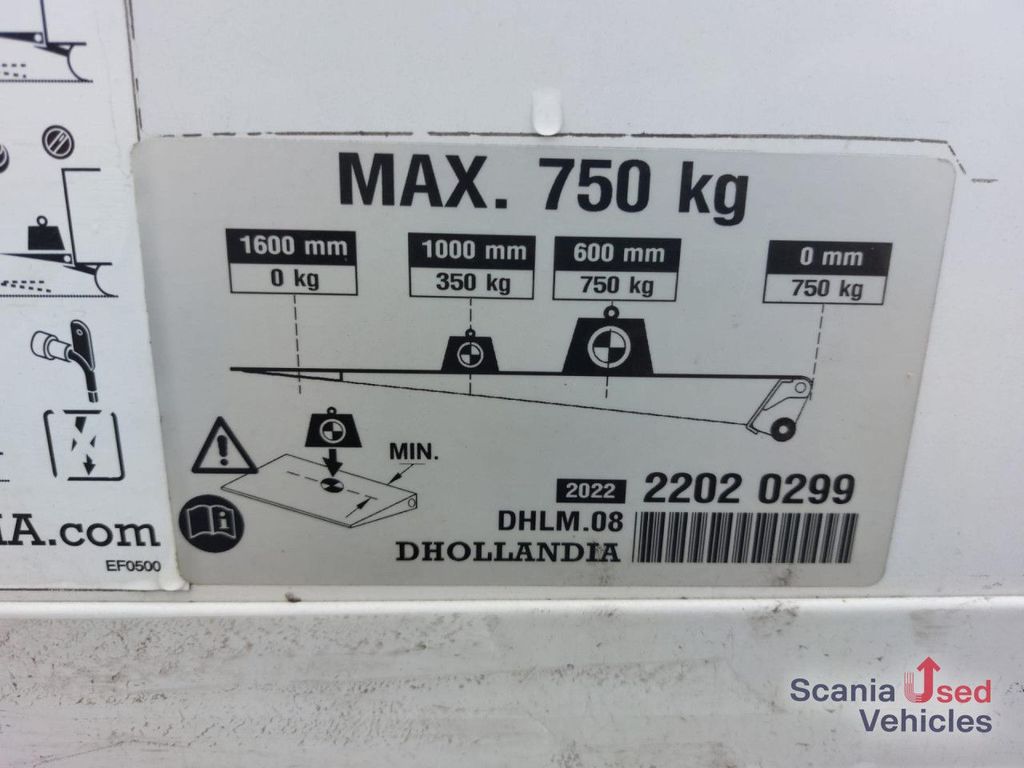 MAX. 750 kg
1600 mm
0 kg
1000 mm
350 kg
600 mm
750 kg
0 mm
750 kg
MIN.
2022 2202 0299
DHLM.08
DHOLLANDIA
IA.com
EF0500
Scania Used
Vehicles